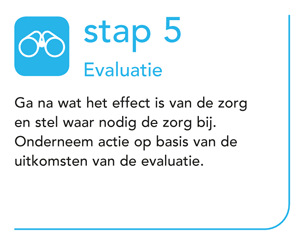 stap 5
Evaluatie
Ga na wat het effect is van de zorg
en stel waar nodig de zorg bij.
Onderneem actie op basis van de
uitkomsten van de evaluatie.